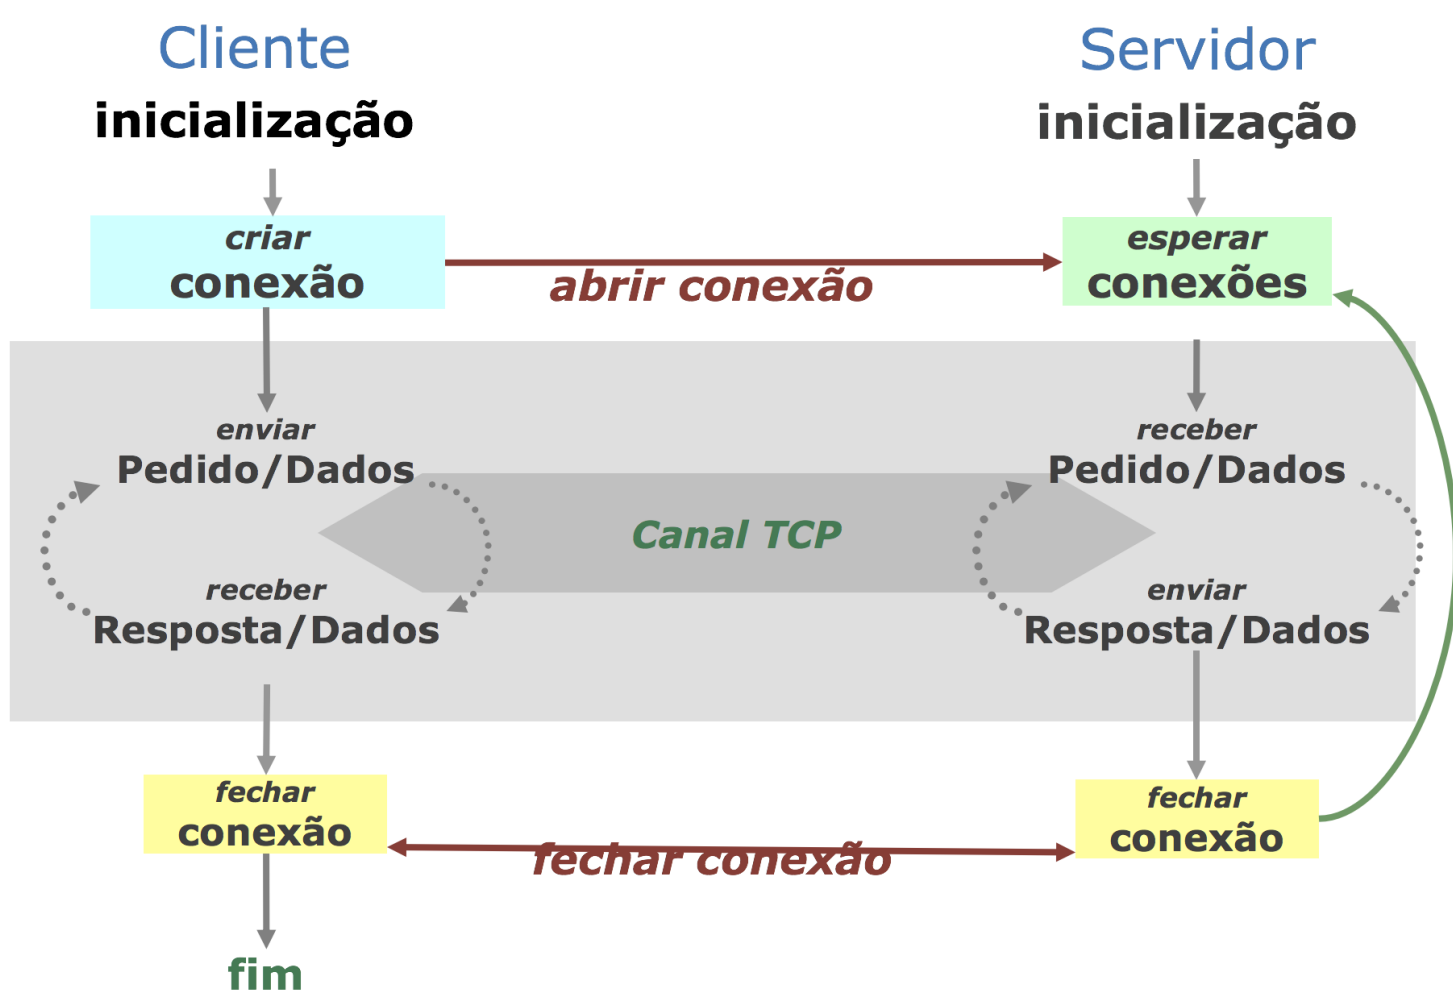 Cliente
Servidor
inicialização
inicialização
criar
conexão
abrir conexão
esperar
conexões
enviar
Pedido/Dados
receber
Pedido/Dados
Canal TCP
receber
Resposta/Dados
enviar
Resposta/Dados
fechar
conexão
fechar conexão
fechar
conexão
fim